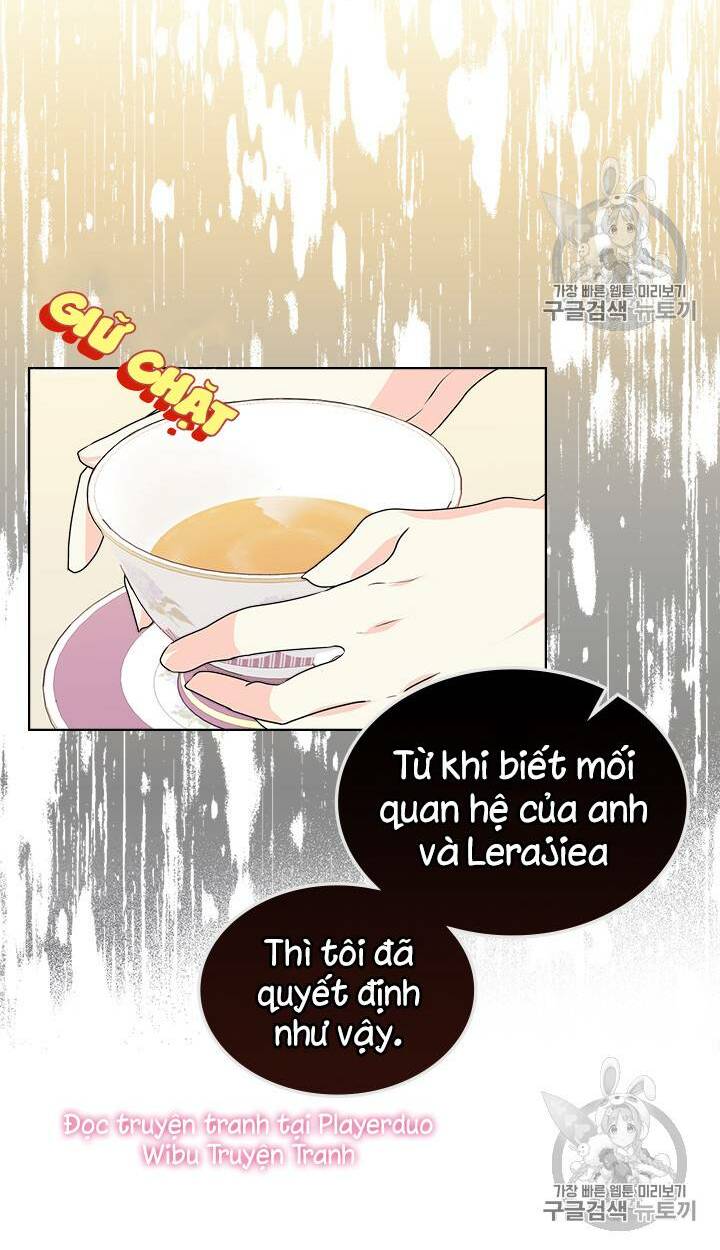 가장 빠른 웹툰 미리보기
구글검색 뉴토끼
GIỮ CHẶT
Từ khi biết mối
quan hệ của anh
và Lerajiea
Thì tôi đã
quyết định
như vậy.
Đọc truyện tranh tại Playerduo
Wibu Truyện Tranh
가장 빠른 웹툰 미리보기
구글검색 뉴토끼